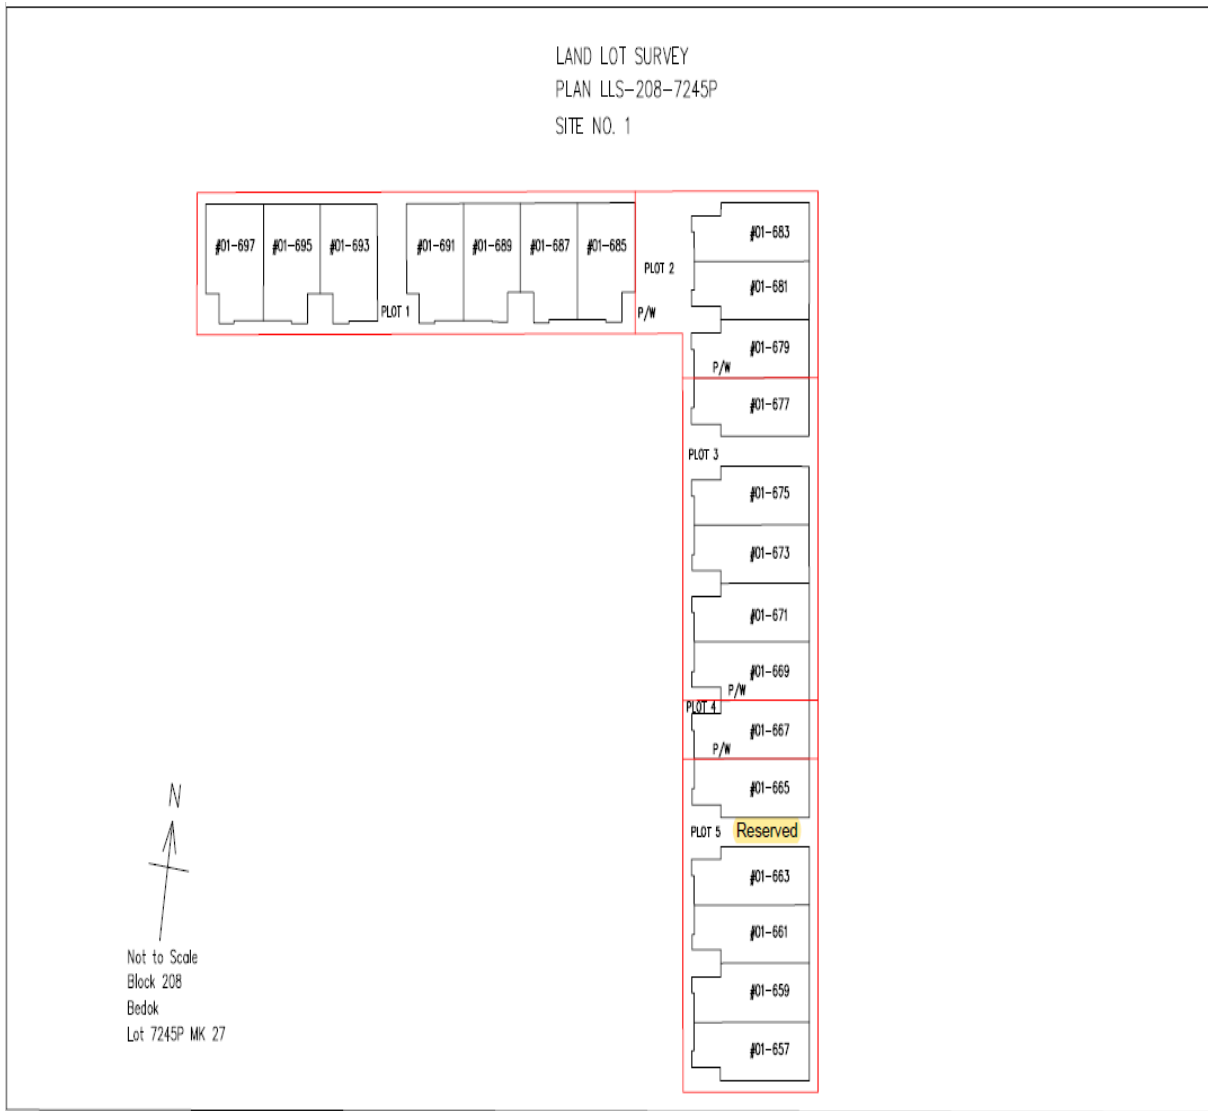 LAND LOT SURVEY
PLAN LLS-208-7245P
SITE NO. 1
#01-697 #01-695 #01-693 #01-691 #01-689 #01-687 #01-685
PLOT 1
PLOT 2
P/W
#01-683
#01-681
#01-679
P/W
#01-677
PLOT 3
#01-675
#01-673
#01-671
#01-669
P/W
PLOT 4
#01-667
P/W
#01-665
PLOT 5 Reserved
#01-663
#01-661
#01-659
#01-657
N
Not to Scale
Block 208
Bedok
Lot 7245P MK 27